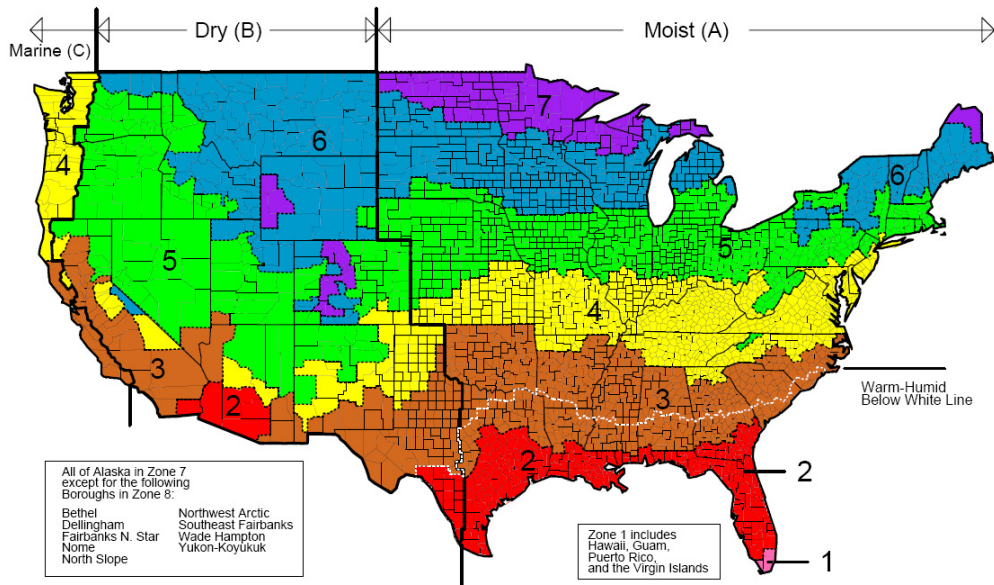 Marine (C)
Dry (B)
Moist (A)
7
6
4
6
5
5
4
3
3
2
2
Warm-Humid
Below White Line
2
1
All of Alaska in Zone 7
except for the following
Boroughs in Zone 8:
Bethel
Dellingham
Fairbanks N. Star
Nome
North Slope
Northwest Arctic
Southeast Fairbanks
Wade Hampton
Yukon-Koyukuk
Zone 1 includes
Hawaii, Guam,
Puerto Rico,
and the Virgin Islands